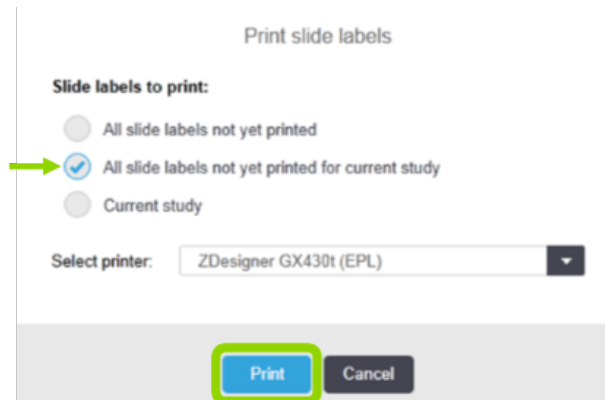 Print slide labels
Slide labels to print:
All slide labels not yet printed
All slide labels not yet printed for current study
Current study
Select printer: ZDesigner GX430t (EPL)
Print Cancel